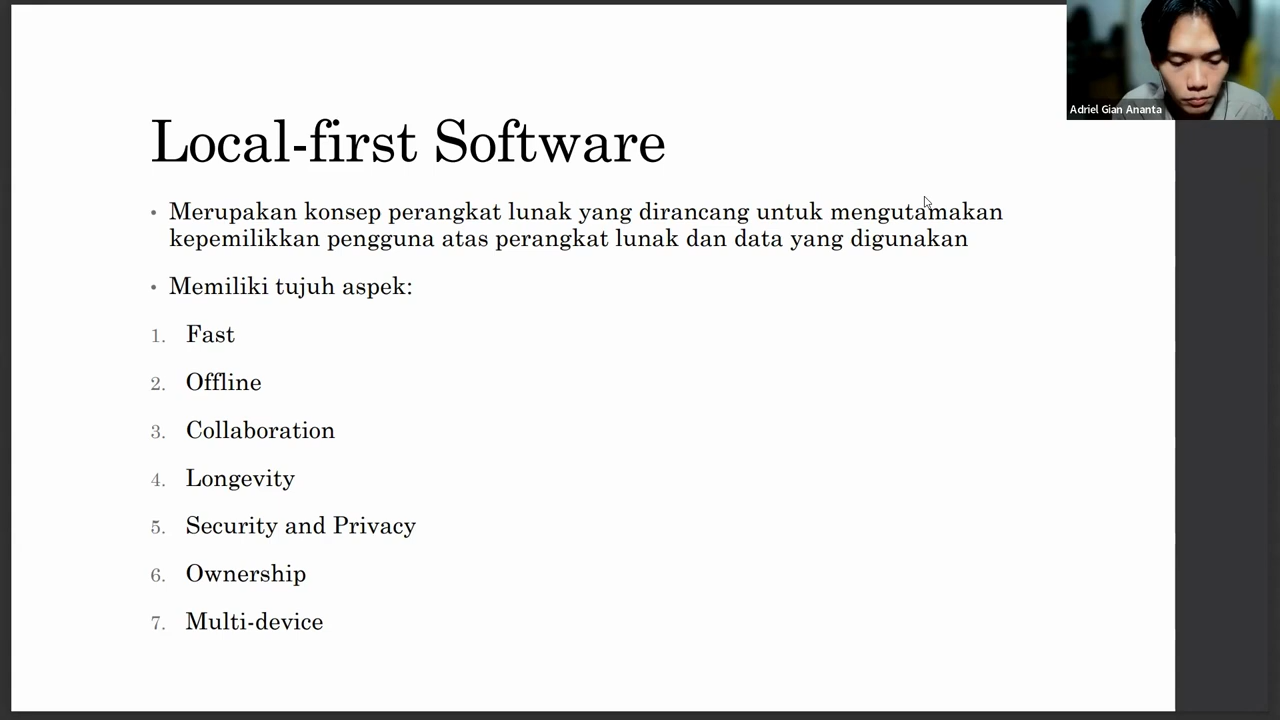 Local-first Software
• Merupakan konsep perangkat lunak yang dirancang untuk mengutamakan
kepemilikkan pengguna atas perangkat lunak dan data yang digunakan
• Memiliki tujuh aspek:
1. Fast
2. Offline
3. Collaboration
4. Longevity
5. Security and Privacy
6. Ownership
7. Multi-device
Adriel Gian Ananta